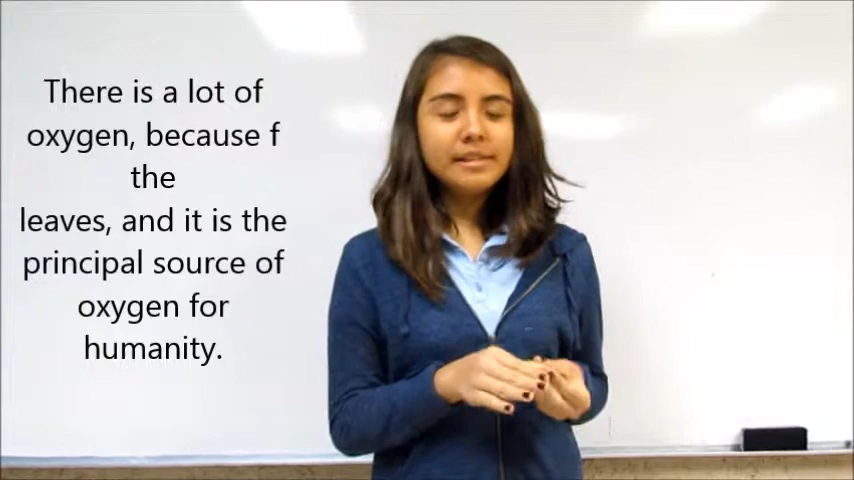 There is a lot of
oxygen, because f
the
leaves, and it is the
principal source of
oxygen for
humanity.